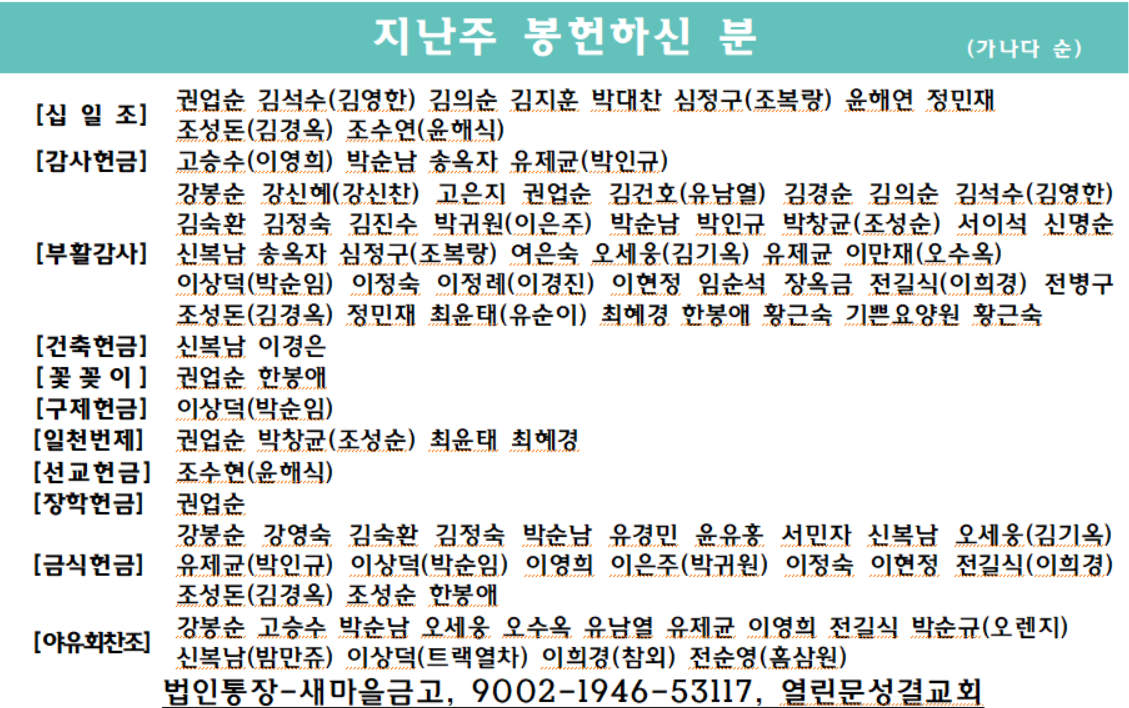 지난주 봉헌하신 분 (가나다 순)
[십 일 조] 권업순 김석수(김영한) 김의순 김지훈 박대찬 심정구(조복랑) 윤해연 정민재
조성돈(김경옥) 조수연(윤해식)
[감사헌금] 고승수(이영희) 박순남 송옥자 유제균(박인규)
강봉순 강신혜(강신찬) 고은지 권업순 김건호(유남열) 김경순 김의순 김석수(김영한)
김숙환 김정숙 김진수 박귀원(이은주) 박순남 박인규 박창균(조성순) 서이석 신명순
[부활감사] 신복남 송옥자 심정구(조복랑) 여은숙 오세웅(김기옥) 유제균 이만재(오수옥)
이상덕(박순임) 이정숙 이정례(이경진) 이현정 임순석 장옥금 전길식(이희경) 전병구
조성돈(김경옥) 정민재 최윤태(유순이) 최혜경 한봉애 황근숙 기쁜요양원 황근숙
[건축헌금] 신복남 이경은
[꽃 꽂 이] 권업순 한봉애
[구제헌금] 이상덕(박순임)
[일천번제] 권업순 박창균(조성순) 최윤태 최혜경
[선교헌금] 조수현(윤해식)
[장학헌금] 권업순
강봉순 강영숙 김숙환 김정숙 박순남 유경민 윤유홍 서민자 신복남 오세웅(김기옥)
[금식헌금] 유제균(박인규) 이상덕(박순임) 이영희 이은주(박귀원) 이정숙 이현정 전길식(이희경)
조성돈(김경옥) 조성순 한봉애
[야유회찬조] 강봉순 고승수 박순남 오세웅 오수옥 유남열 유제균 이영희 전길식 박순규(오렌지)
신복남(밤만쥬) 이상덕(트랙열차) 이희경(참외) 전순영(홈삼원)
법인통장-새마을금고, 9002-1946-53117, 열린문성결교회